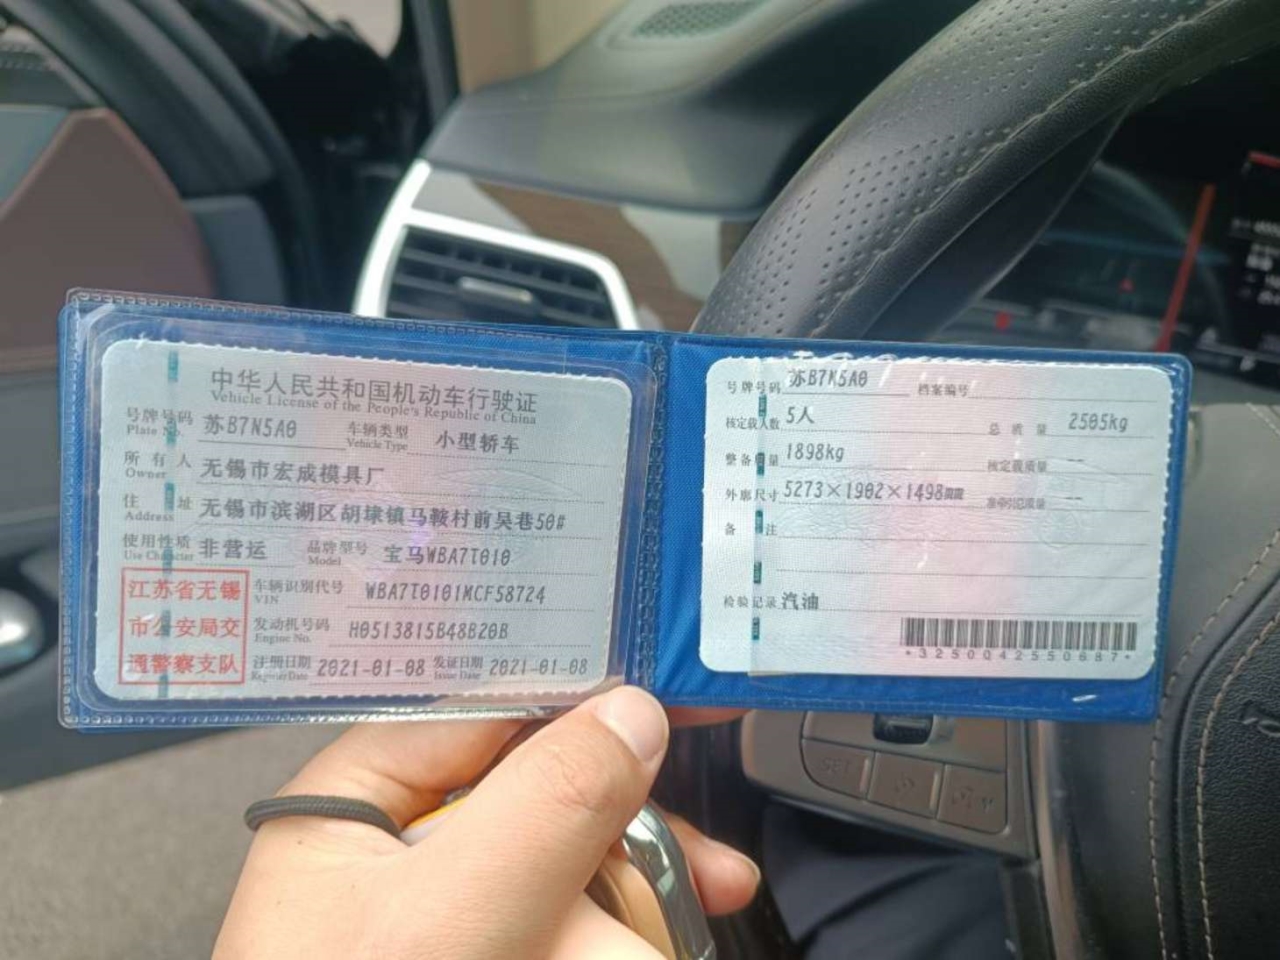 中华人民共和国机动车行驶证
Vehicle License of the People's Republic of China
号牌号码 苏B7N5A0 车辆类型 小型轿车
Plate No. Vehicle Type
所有人 无锡市宏成模具厂
Owner
住址 无锡市滨湖区胡埭镇马鞍村前吴巷50#
Address
使用性质 非营运 品牌型号 宝马WBA7T010
Use Character Model
江苏省无锡
市公安局交
通警察支队
车辆识别代号 WBA7T0101MCF58724
VIN
发动机号码 H0513815B48B20B
Engine No.
注册日期 2021-01-08 发证日期 2021-01-08
Register Date Issue Date
号牌号码 苏B7N5A0 档案编号
核定载人数 5人 总质量 2505kg
整备质量 1898kg 核定载质量 --
外廓尺寸 5273×1902×1498mm 准牵引总质量 --
备注
检验记录 汽油
*3250042550687*
SET